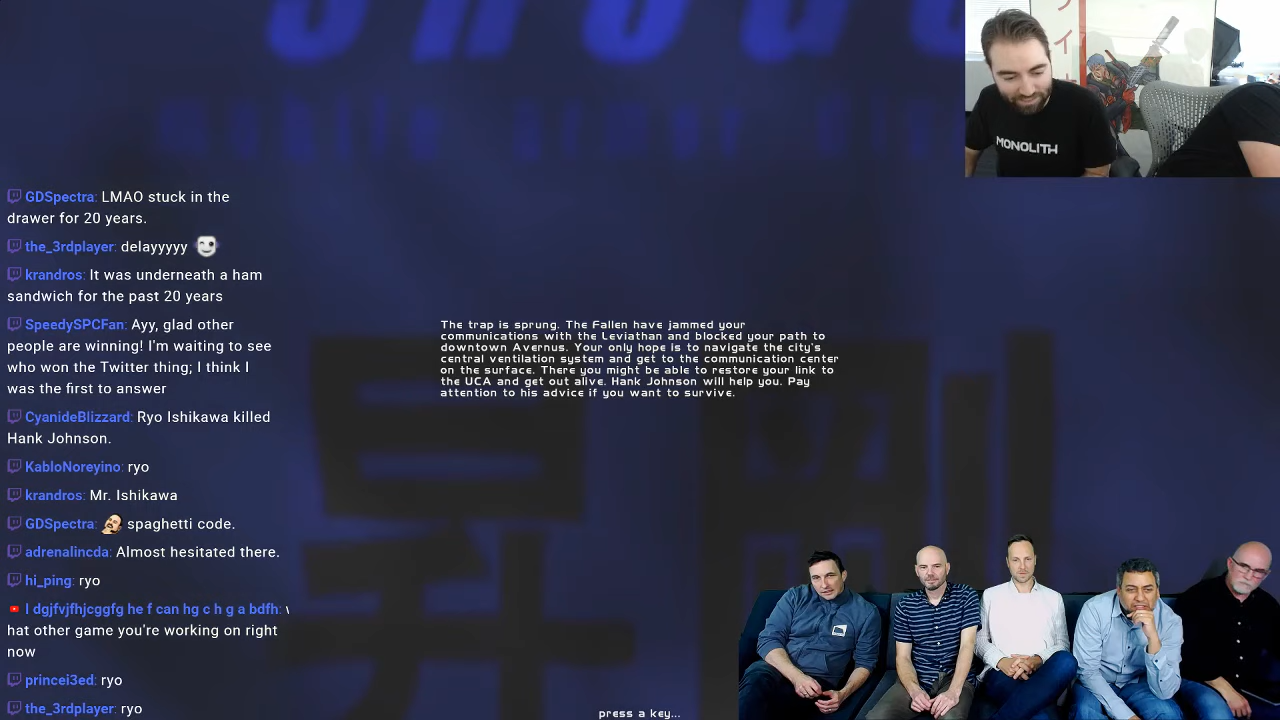 GDSpectra: LMAO stuck in the
drawer for 20 years.
the_3rdplayer: delayyyyy
krandros: It was underneath a ham
sandwich for the past 20 years
SpeedySPCFan: Ayy, glad other
people are winning! I'm waiting to see
who won the Twitter thing; I think I
was the first to answer
CyanideBlizzard: Ryo Ishikawa killed
Hank Johnson.
KabloNoreyino: ryo
krandros: Mr. Ishikawa
GDSpectra: spaghetti code.
adrenalincda: Almost hesitated there.
hi_ping: ryo
I dgjfvjfhjcggfg he f can hg c h g a bdfh: w
hat other game you're working on right
now
princei3ed: ryo
the_3rdplayer: ryo
The trap is sprung. The Fallen have jammed your
communications with the Leviathan and blocked your path to
downtown Avernus. Your only hope is to navigate the city's
central ventilation system and get to the communication center
on the surface. There you might be able to restore your link to
the UCA and get out alive. Hank Johnson will help you. Pay
attention to his advice if you want to survive.
press a key...
MONOLITH